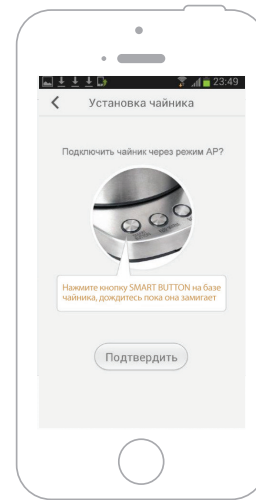 23:49
Установка чайника
Подключить чайник через режим AP?
Нажмите кнопку SMART BUTTON на базе
чайника, дождитесь пока она замигает
Подтвердить